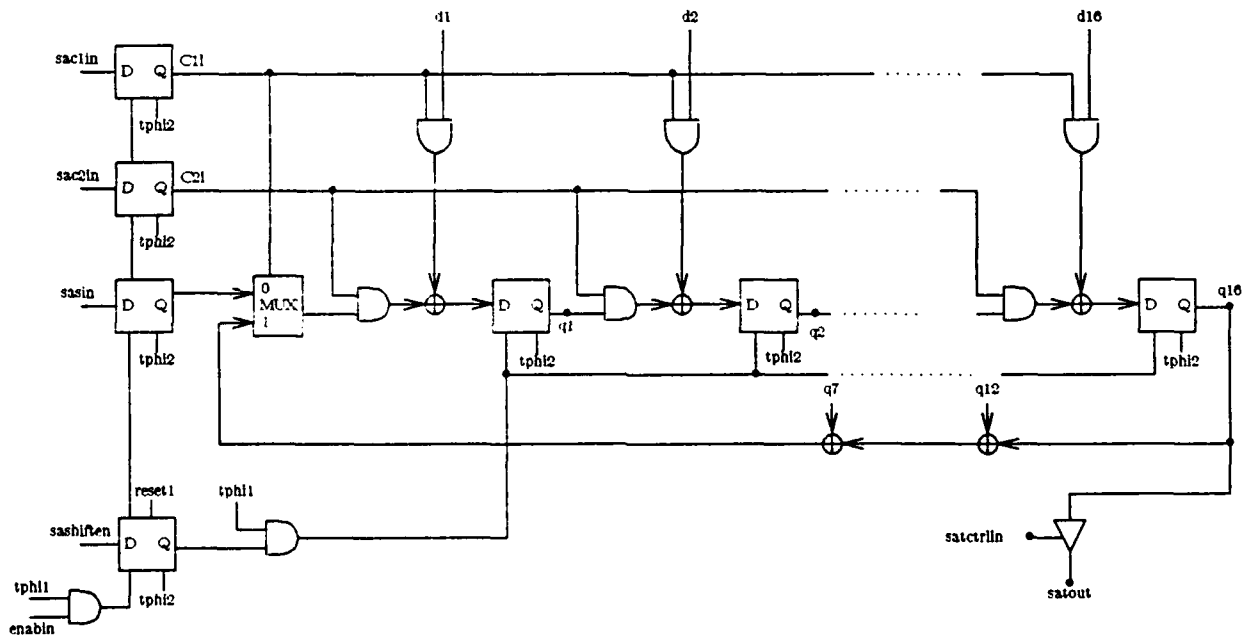 d1 d2 d16
sac1in D Q C1l
tphi2
sac2in D Q C2l
tphi2
sasin D Q 0 MUX 1 D Q q1 D Q q2 D Q q16
tphi2 tphi2 tphi2 tphi2
q7 q12
reset1 tphi1
sashiften D Q
satctrlin
tphi1 tphi2
enabin
satout